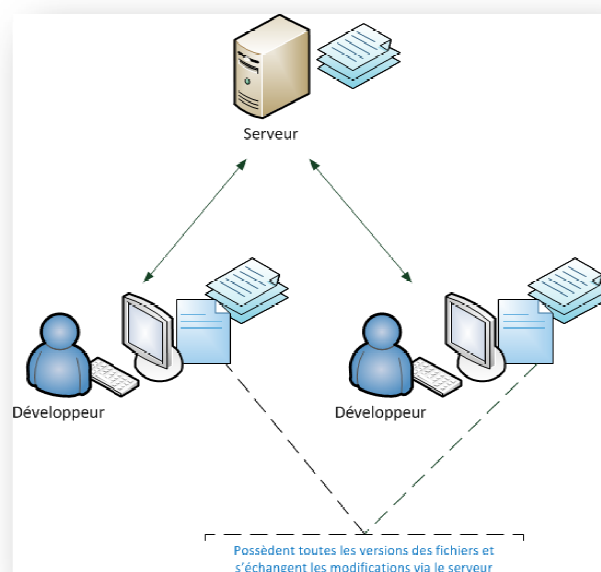 Serveur
Développeur
Développeur
Possèdent toutes les versions des fichiers et
s'échangent les modifications via le serveur